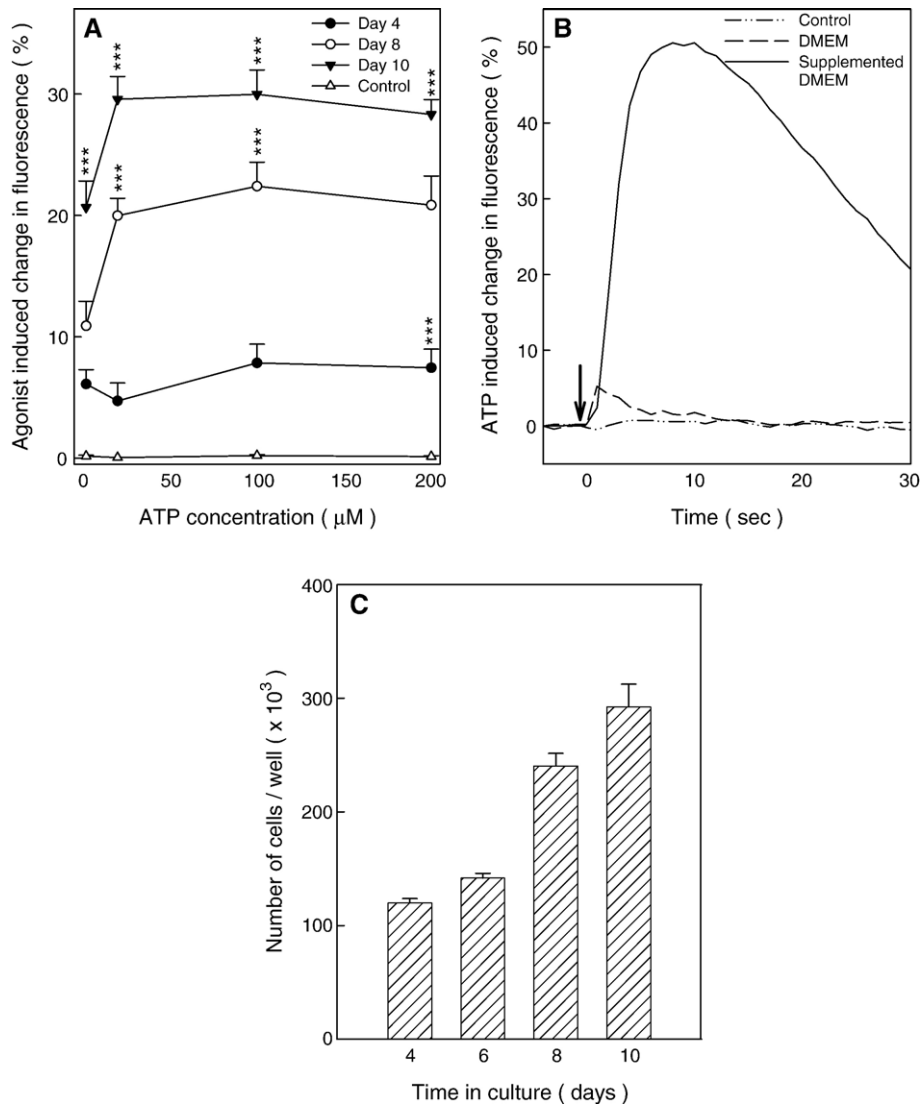 A
Day 4
Day 8
Day 10
Control
Agonist induced change in fluorescence ( % )
30
20
10
0
***
***
***
***
***
***
***
0
50
100
150
200
ATP concentration ( μM )
B
Control
DMEM
Supplemented
DMEM
ATP induced change in fluorescence ( % )
50
40
30
20
10
0
0
10
20
30
Time ( sec )
C
Number of cells / well ( x 10³ )
400
300
200
100
0
4
6
8
10
Time in culture ( days )